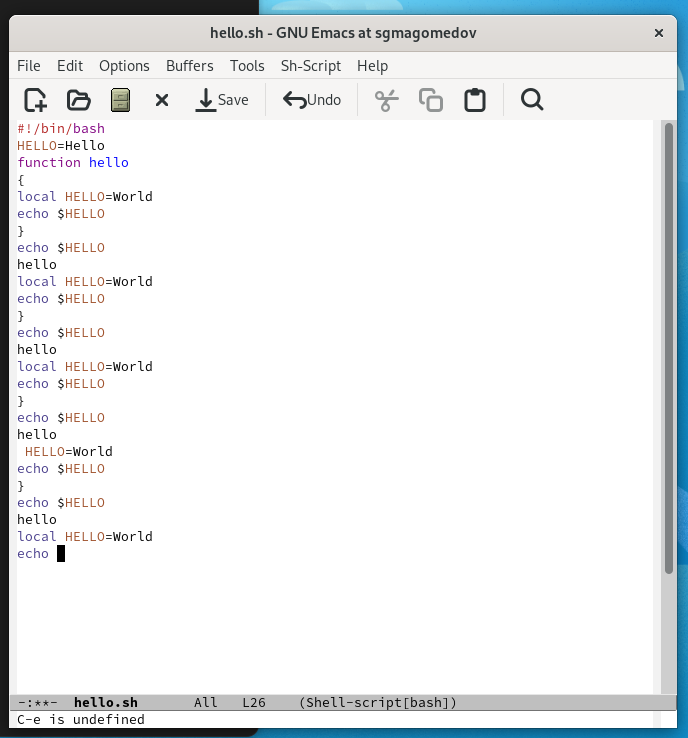 hello.sh - GNU Emacs at sgmagomedov
File Edit Options Buffers Tools Sh-Script Help
Save Undo
#!/bin/bash
HELLO=Hello
function hello
{
local HELLO=World
echo $HELLO
}
echo $HELLO
hello
local HELLO=World
echo $HELLO
}
echo $HELLO
hello
local HELLO=World
echo $HELLO
}
echo $HELLO
hello
 HELLO=World
echo $HELLO
}
echo $HELLO
hello
local HELLO=World
echo
-:**- hello.sh All L26 (Shell-script[bash])
C-e is undefined